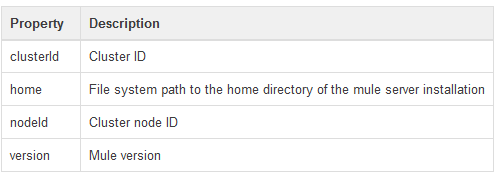 Property Description
clusterId Cluster ID
home File system path to the home directory of the mule server installation
nodeId Cluster node ID
version Mule version